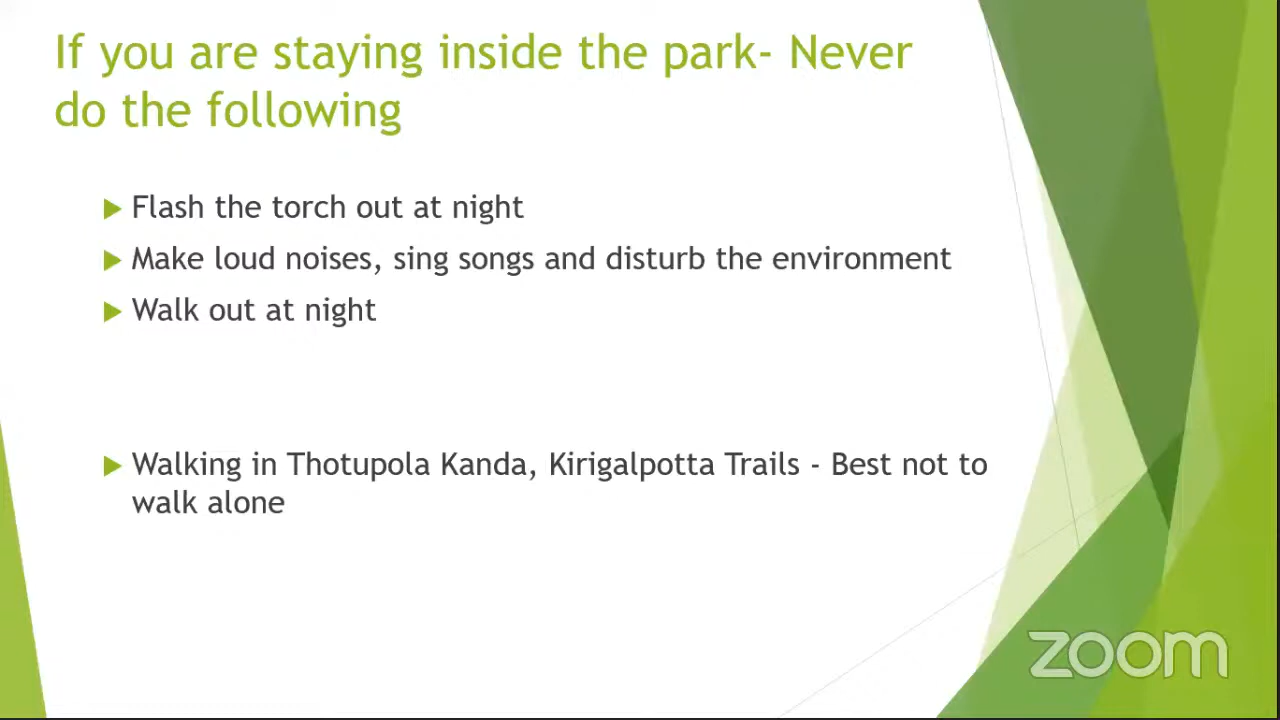 If you are staying inside the park- Never
do the following
Flash the torch out at night
Make loud noises, sing songs and disturb the environment
Walk out at night
Walking in Thotupola Kanda, Kirigalpotta Trails - Best not to
walk alone
zoom